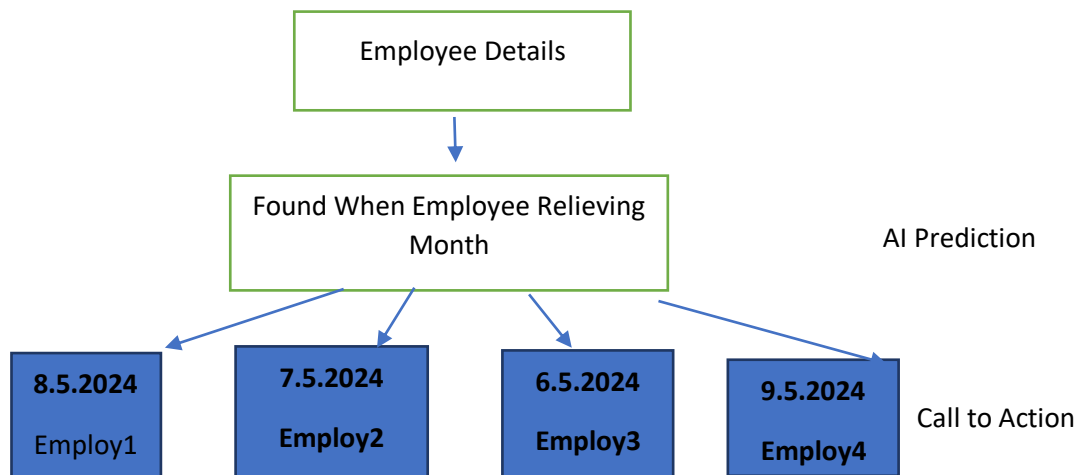 Employee Details
Found When Employee Relieving
Month
AI Prediction
8.5.2024
Employ1
7.5.2024
Employ2
6.5.2024
Employ3
9.5.2024
Employ4
Call to Action